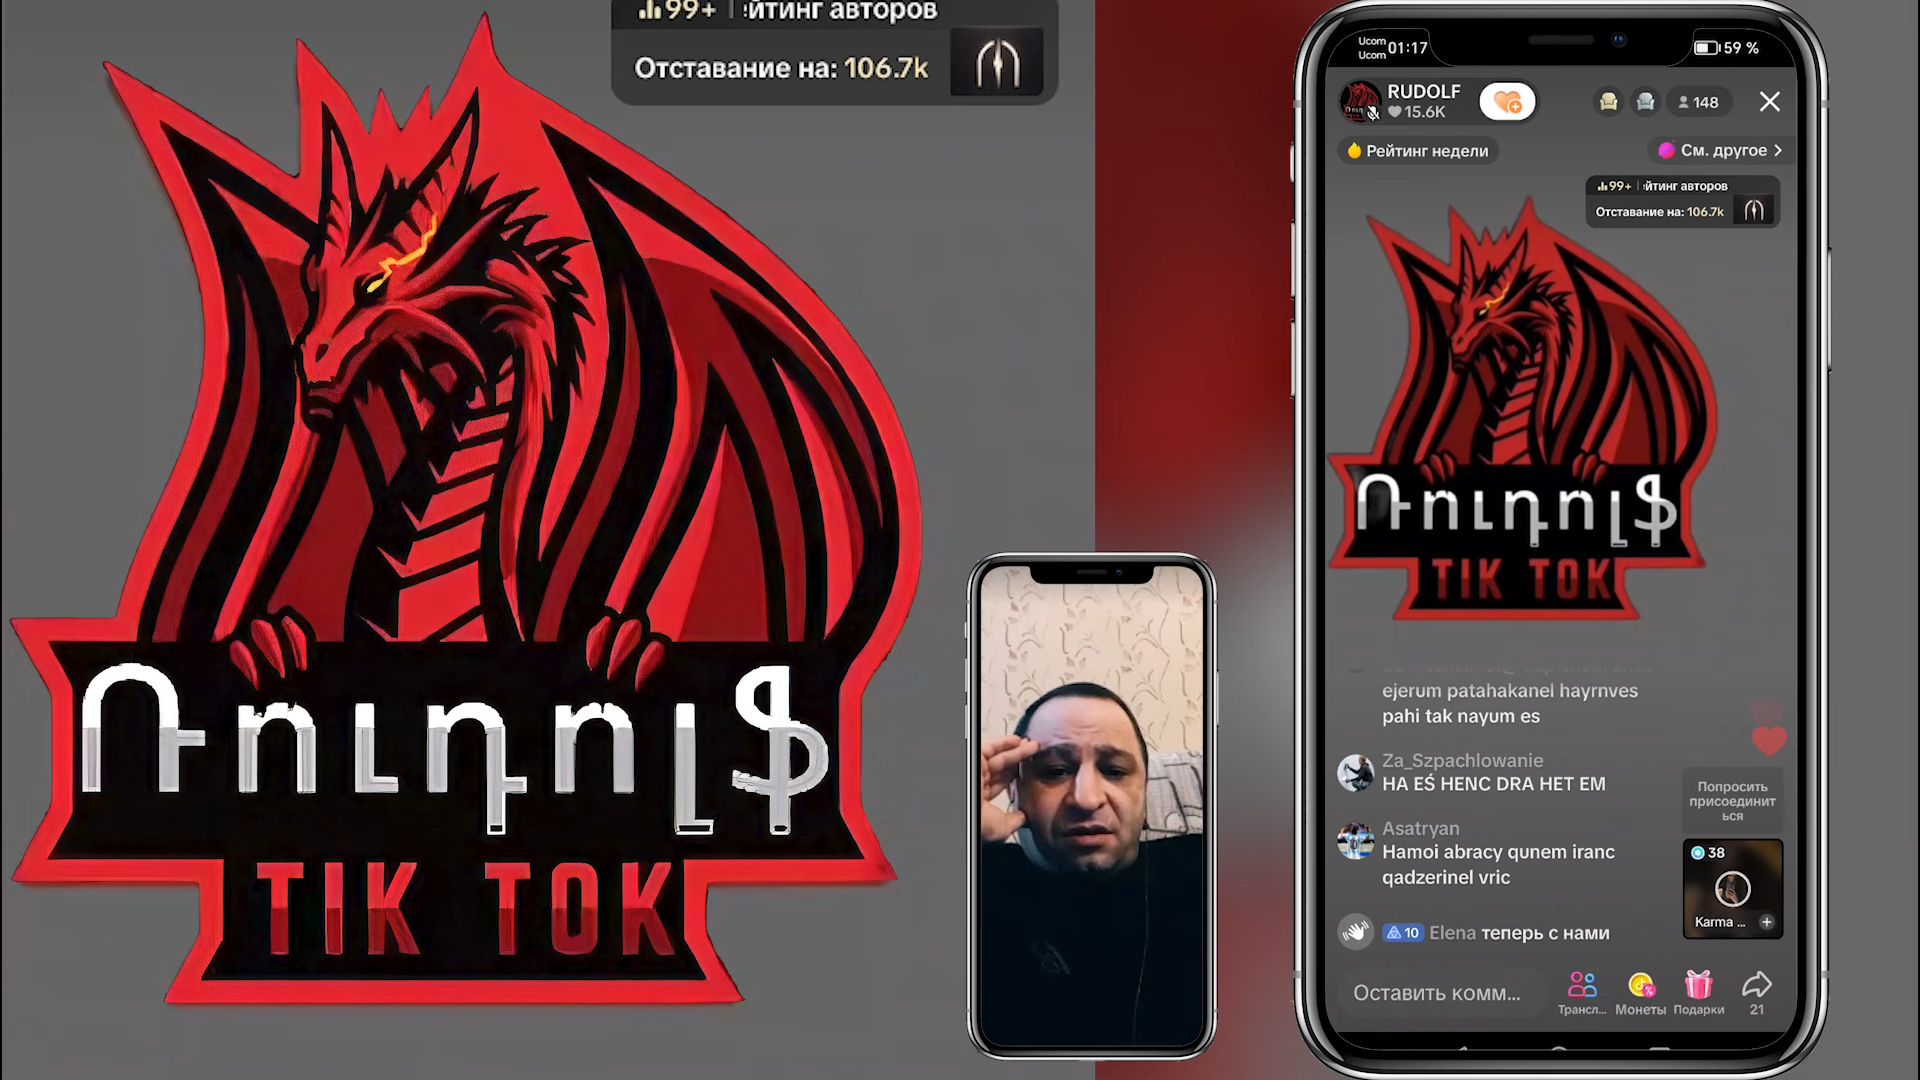 99+ йтинг авторов
Отставание на: 106.7k
Ռուդոլֆ
TIK TOK
Ucom
Ucom
01:17
59 %
RUDOLF
15.6K
148
Рейтинг недели
См. другое >
99+ йтинг авторов
Отставание на: 106.7k
Ռուդոլֆ
TIK TOK
ejerum patahakanel hayrnves
pahi tak nayum es
Za_Szpachlowanie
HA EŚ HENC DRA HET EM
Asatryan
Hamoi abracy qunem iranc
qadzerinel vric
10 Elena теперь с нами
Попросить
присоединит
ься
38
Karma ...
Оставить комм...
Трансл...
Монеты
Подарки
21